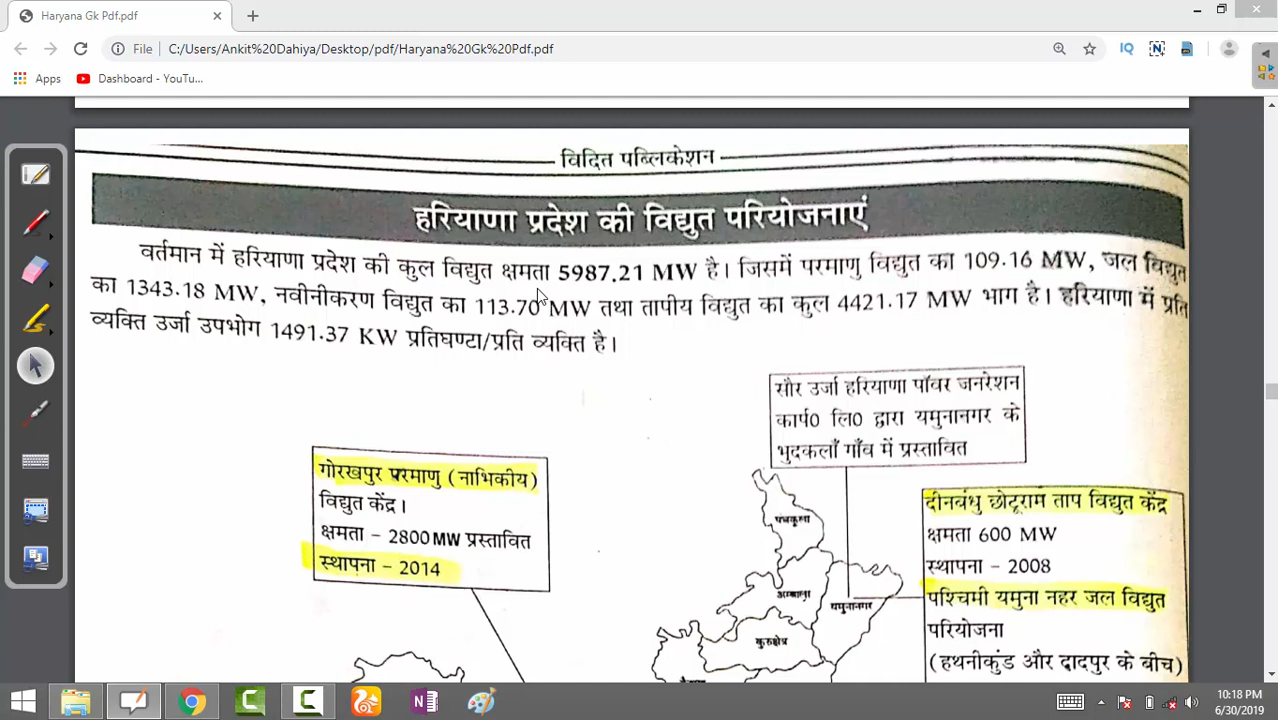 Haryana Gk Pdf.pdf
File C:/Users/Ankit%20Dahiya/Desktop/pdf/Haryana%20Gk%20Pdf.pdf
IQ
Apps Dashboard - YouTu...
विदित पब्लिकेशन
हरियाणा प्रदेश की विद्युत परियोजनाएं
वर्तमान में हरियाणा प्रदेश की कुल विद्युत क्षमता 5987.21 MW है। जिसमें परमाणु विद्युत का 109.16 MW, जल विद्युत
का 1343.18 MW, नवीनीकरण विद्युत का 113.70 MW तथा तापीय विद्युत का कुल 4421.17 MW भाग है। हरियाणा में प्रति
व्यक्ति उर्जा उपभोग 1491.37 KW प्रतिघण्टा/प्रति व्यक्ति है।
सौर उर्जा हरियाणा पॉवर जनरेशन
कार्प0 लि0 द्वारा यमुनानगर के
भुदकलाँ गाँव में प्रस्तावित
गोरखपुर परमाणु (नाभिकीय)
विद्युत केंद्र।
क्षमता – 2800 MW प्रस्तावित
स्थापना – 2014
दीनबंधु छोटूराम ताप विद्युत केंद्र
क्षमता 600 MW
स्थापना – 2008
पश्चिमी यमुना नहर जल विद्युत
परियोजना
(हथनीकुंड और दादपुर के बीच)
पंचकुला
अम्बाला
यमुनानगर
कुरुक्षेत्र
10:18 PM
6/30/2019